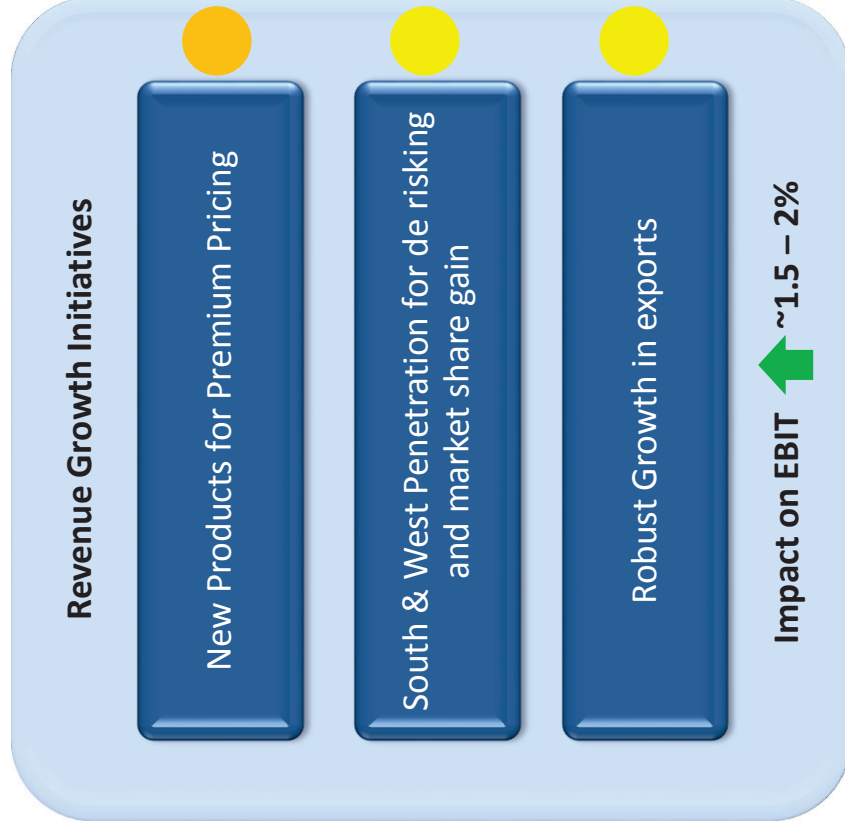 Revenue Growth Initiatives
New Products for Premium Pricing
South & West Penetration for de risking
and market share gain
Robust Growth in exports
Impact on EBIT ~1.5 – 2%